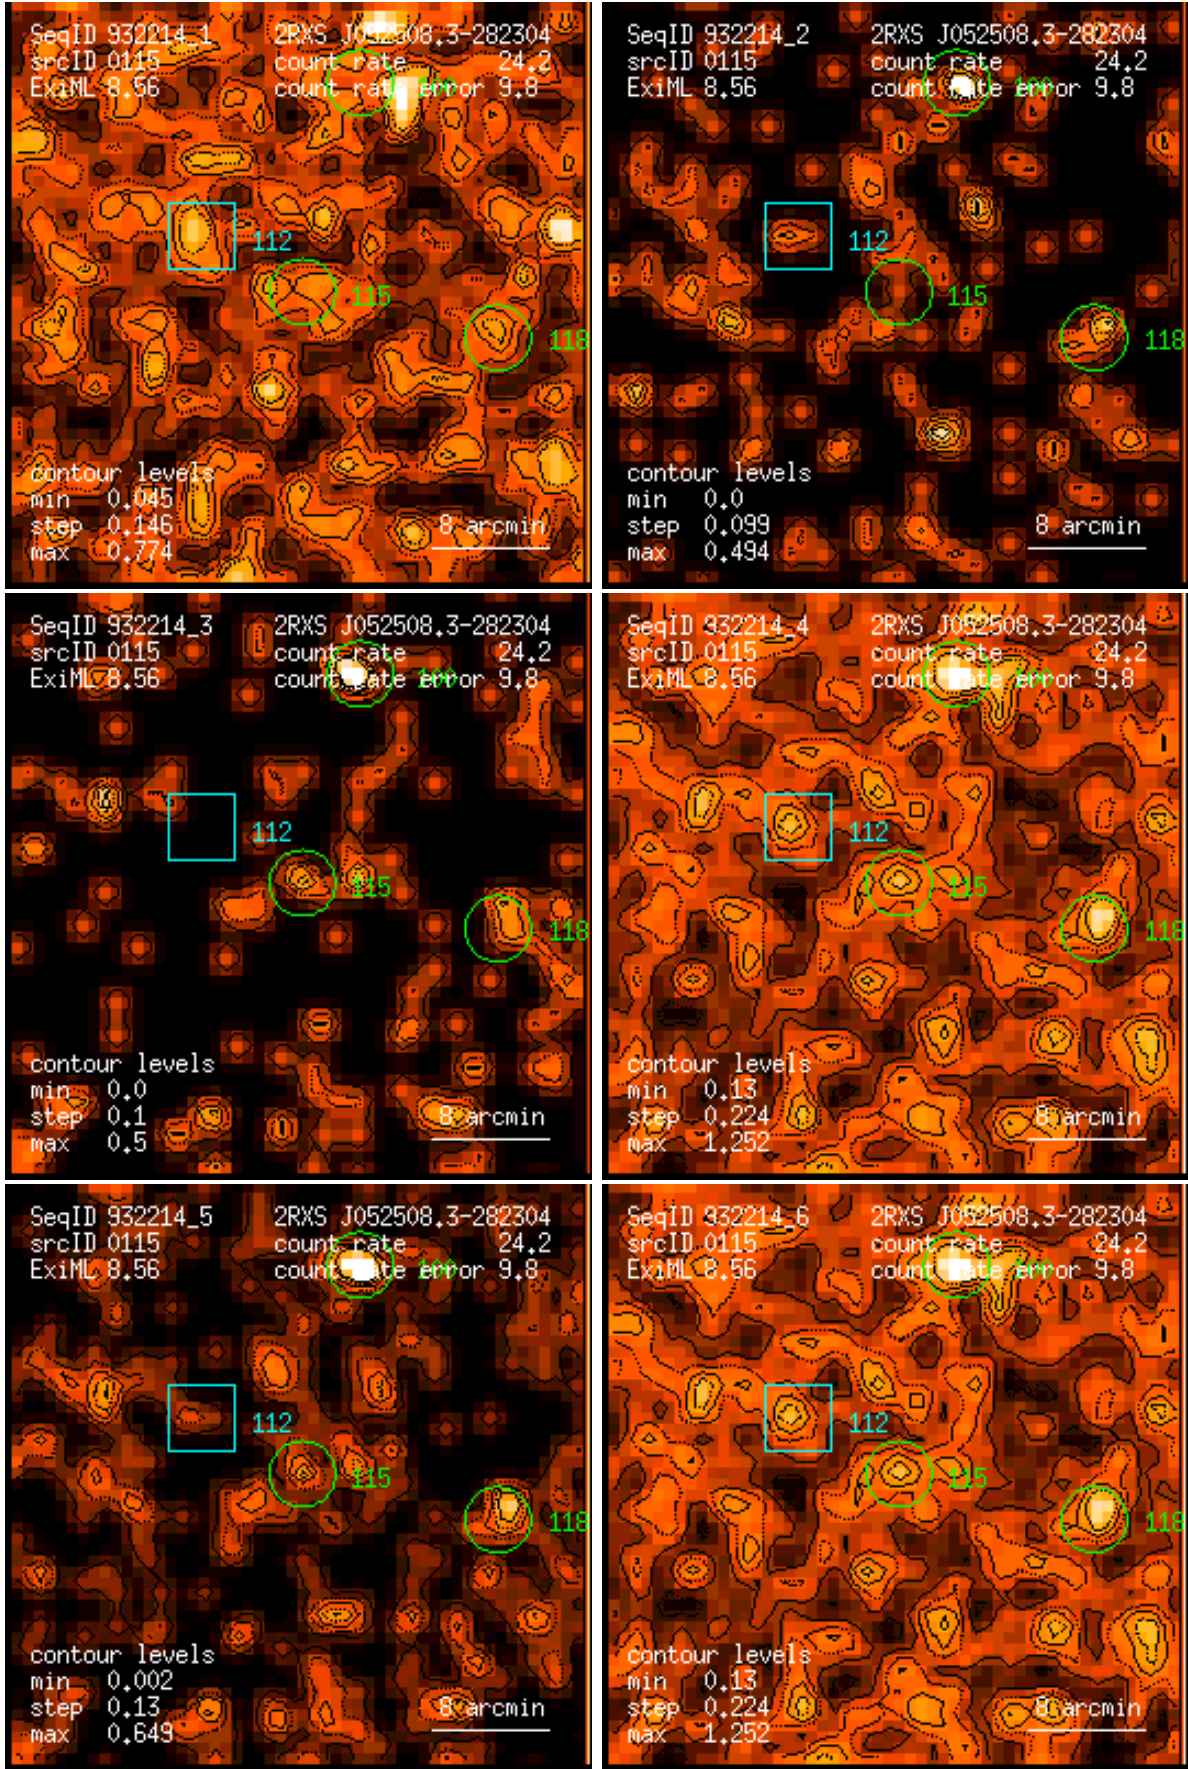 SeqID 932214_1 2RXS J052508.3-282304
srcID 0115 count rate 24.2
ExiML 8.56 count rate error 9.8
100
112
115
118
contour levels
min 0.045
step 0.146
max 0.774
8 arcmin
SeqID 932214_2 2RXS J052508.3-282304
srcID 0115 count rate 24.2
ExiML 8.56 count rate error 9.8
100
112
115
118
contour levels
min 0.0
step 0.099
max 0.494
8 arcmin
SeqID 932214_3 2RXS J052508.3-282304
srcID 0115 count rate 24.2
ExiML 8.56 count rate error 9.8
100
112
115
118
contour levels
min 0.0
step 0.1
max 0.5
8 arcmin
SeqID 932214_4 2RXS J052508.3-282304
srcID 0115 count rate 24.2
ExiML 8.56 count rate error 9.8
100
112
115
118
contour levels
min 0.13
step 0.224
max 1.252
8 arcmin
SeqID 932214_5 2RXS J052508.3-282304
srcID 0115 count rate 24.2
ExiML 8.56 count rate error 9.8
100
112
115
118
contour levels
min 0.002
step 0.13
max 0.649
8 arcmin
SeqID 932214_6 2RXS J052508.3-282304
srcID 0115 count rate 24.2
ExiML 8.56 count rate error 9.8
100
112
115
118
contour levels
min 0.13
step 0.224
max 1.252
8 arcmin